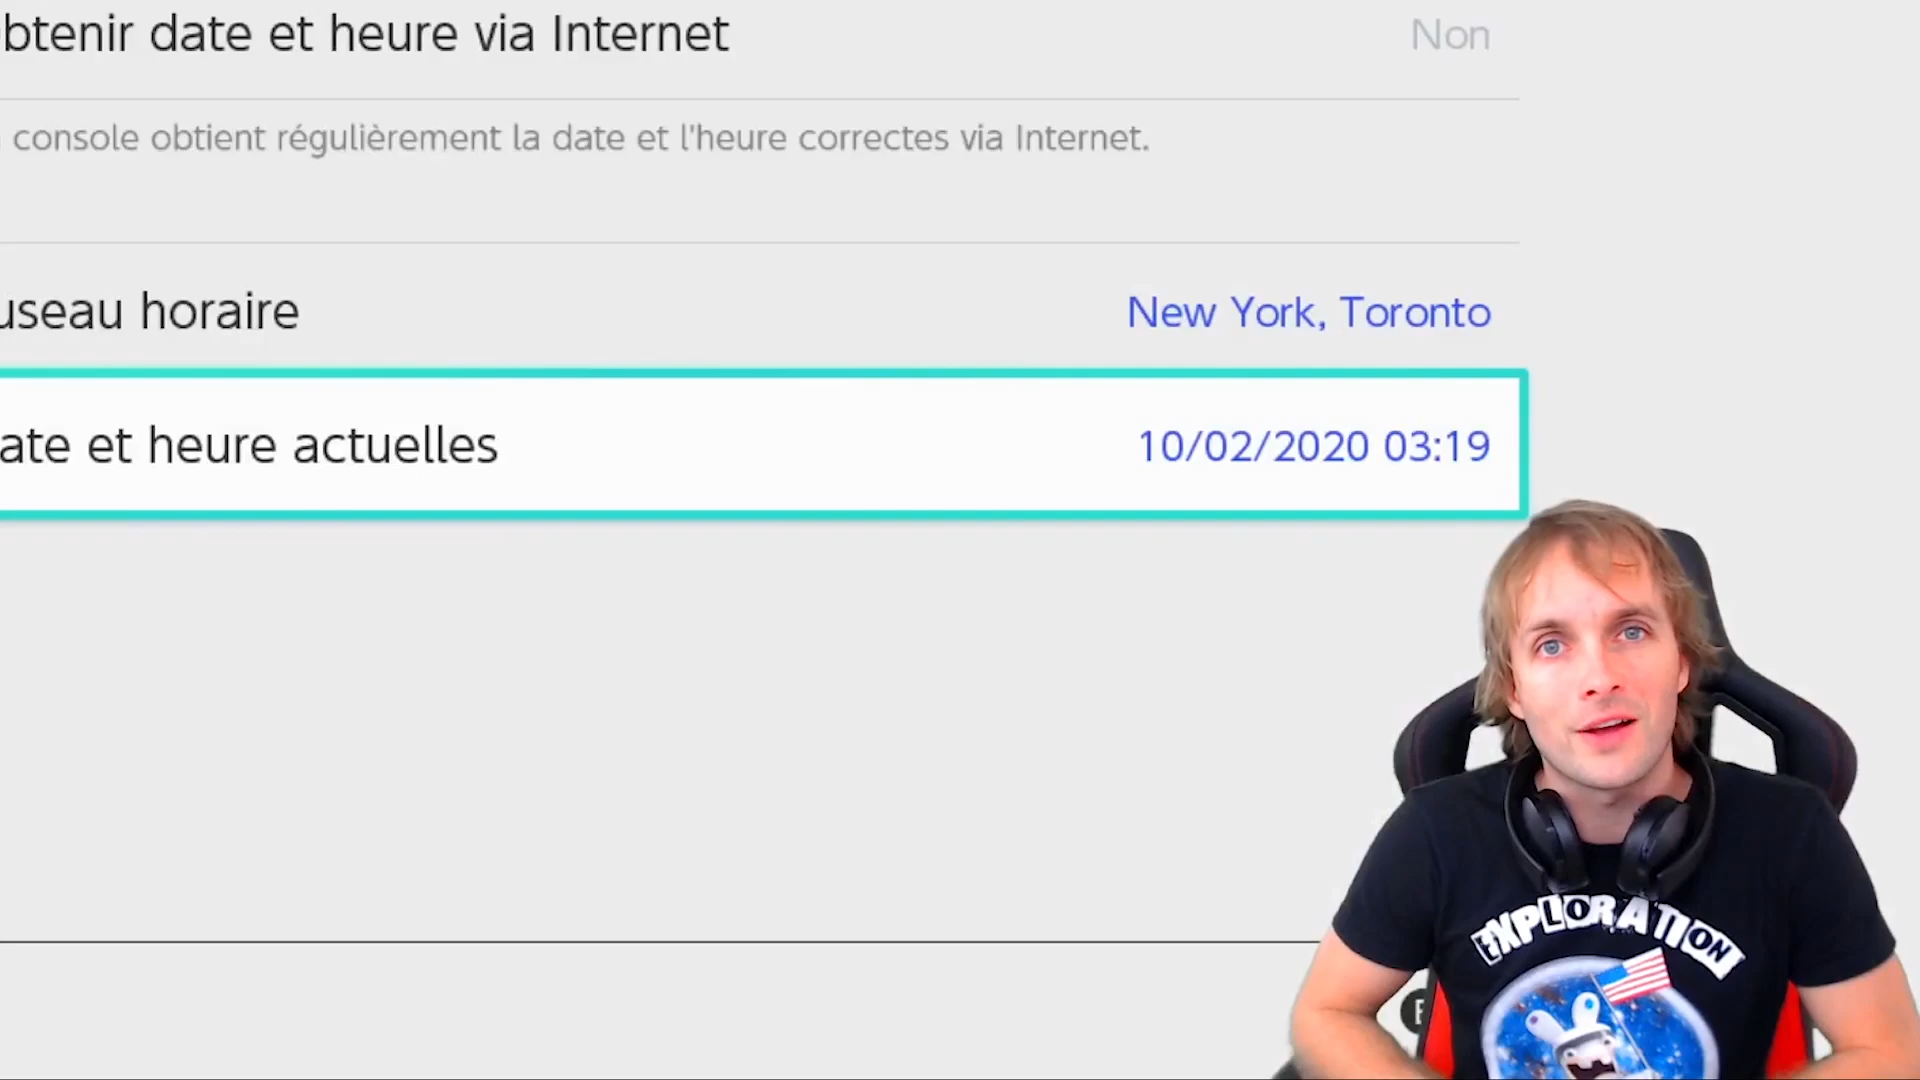 btenir date et heure via Internet
Non
console obtient régulièrement la date et l'heure correctes via Internet.
useau horaire
New York, Toronto
ate et heure actuelles
10/02/2020 03:19
EXPLORATION